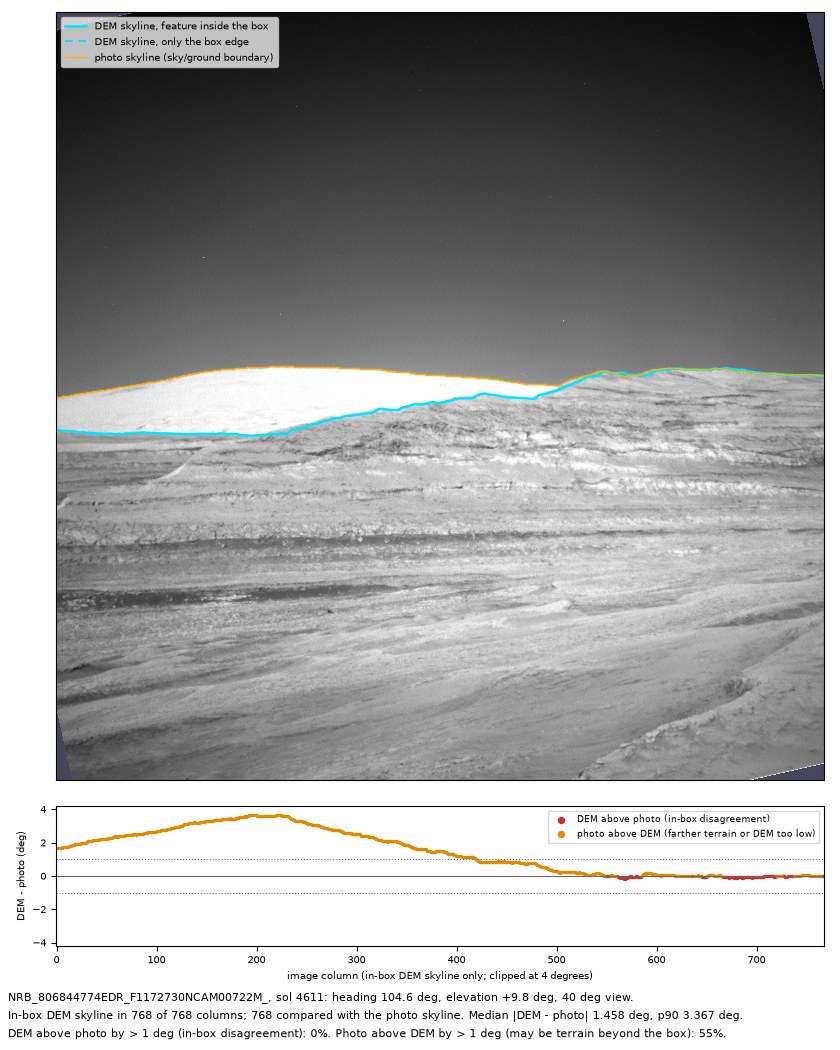 DEM skyline, feature inside the box
DEM skyline, only the box edge
photo skyline (sky/ground boundary)
4
2
0
−2
−4
DEM - photo (deg)
DEM above photo (in-box disagreement)
photo above DEM (farther terrain or DEM too low)
0 100 200 300 400 500 600 700
image column (in-box DEM skyline only; clipped at 4 degrees)
NRB_806844774EDR_F1172730NCAM00722M_, sol 4611: heading 104.6 deg, elevation +9.8 deg, 40 deg view.
In-box DEM skyline in 768 of 768 columns; 768 compared with the photo skyline. Median |DEM - photo| 1.458 deg, p90 3.367 deg.
DEM above photo by > 1 deg (in-box disagreement): 0%. Photo above DEM by > 1 deg (may be terrain beyond the box): 55%.